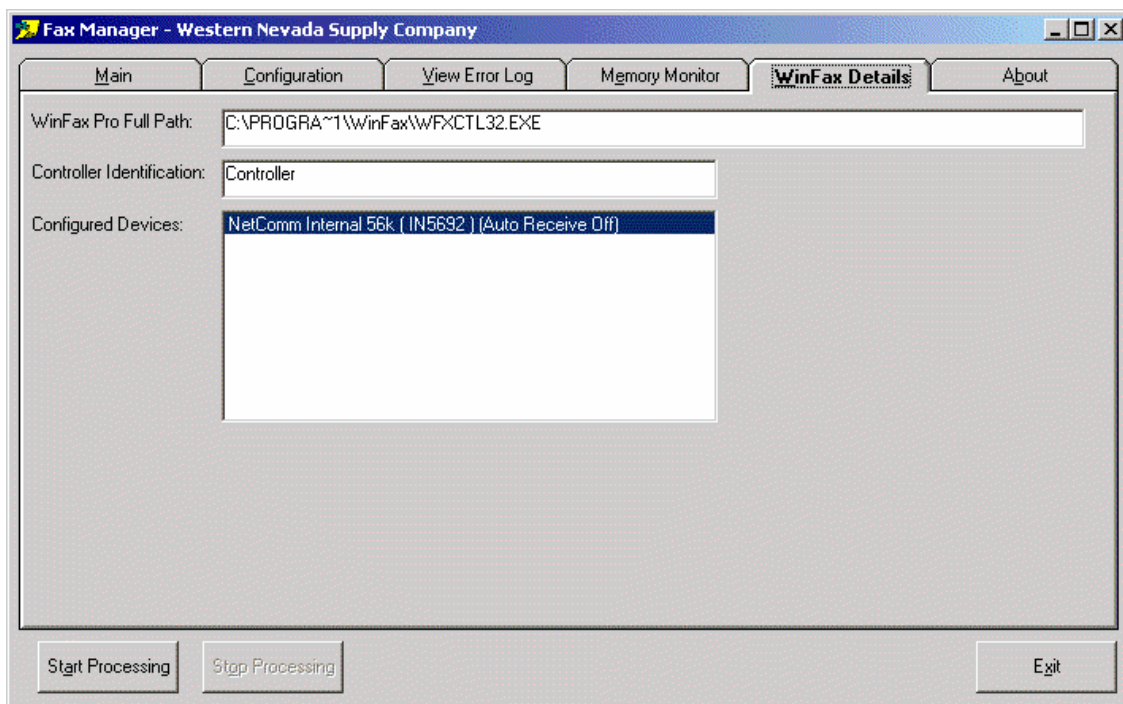 Fax Manager - Western Nevada Supply Company
Main Configuration View Error Log Memory Monitor WinFax Details About
WinFax Pro Full Path: C:\PROGRA~1\WinFax\WFXCTL32.EXE
Controller Identification: Controller
Configured Devices: NetComm Internal 56k ( IN5692 ) (Auto Receive Off)
Start Processing Stop Processing Exit